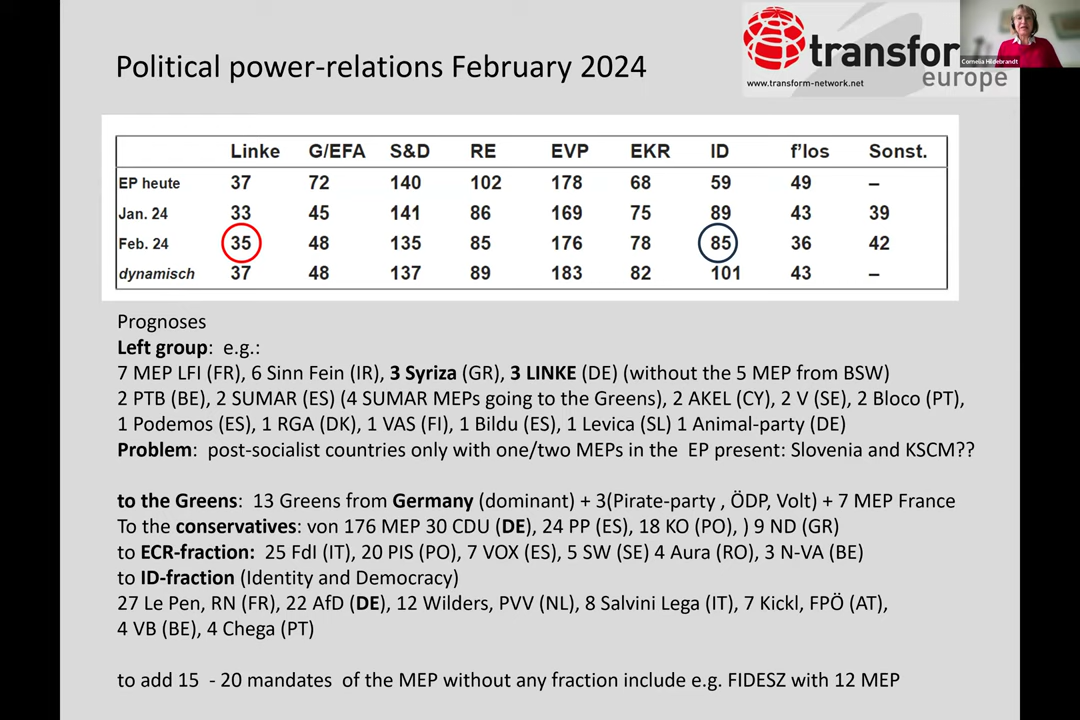 Political power-relations February 2024
transfor
europe
www.transform-network.net
Cornelia Hildebrandt
Linke G/EFA S&D RE EVP EKR ID f'los Sonst.
EP heute 37 72 140 102 178 68 59 49 –
Jan. 24 33 45 141 86 169 75 89 43 39
Feb. 24 35 48 135 85 176 78 85 36 42
dynamisch 37 48 137 89 183 82 101 43 –
Prognoses
Left group: e.g.:
7 MEP LFI (FR), 6 Sinn Fein (IR), 3 Syriza (GR), 3 LINKE (DE) (without the 5 MEP from BSW)
2 PTB (BE), 2 SUMAR (ES) (4 SUMAR MEPs going to the Greens), 2 AKEL (CY), 2 V (SE), 2 Bloco (PT),
1 Podemos (ES), 1 RGA (DK), 1 VAS (FI), 1 Bildu (ES), 1 Levica (SL) 1 Animal-party (DE)
Problem: post-socialist countries only with one/two MEPs in the EP present: Slovenia and KSCM??
to the Greens: 13 Greens from Germany (dominant) + 3(Pirate-party , ÖDP, Volt) + 7 MEP France
To the conservatives: von 176 MEP 30 CDU (DE), 24 PP (ES), 18 KO (PO), ) 9 ND (GR)
to ECR-fraction: 25 FdI (IT), 20 PIS (PO), 7 VOX (ES), 5 SW (SE) 4 Aura (RO), 3 N-VA (BE)
to ID-fraction (Identity and Democracy)
27 Le Pen, RN (FR), 22 AfD (DE), 12 Wilders, PVV (NL), 8 Salvini Lega (IT), 7 Kickl, FPÖ (AT),
4 VB (BE), 4 Chega (PT)
to add 15 - 20 mandates of the MEP without any fraction include e.g. FIDESZ with 12 MEP